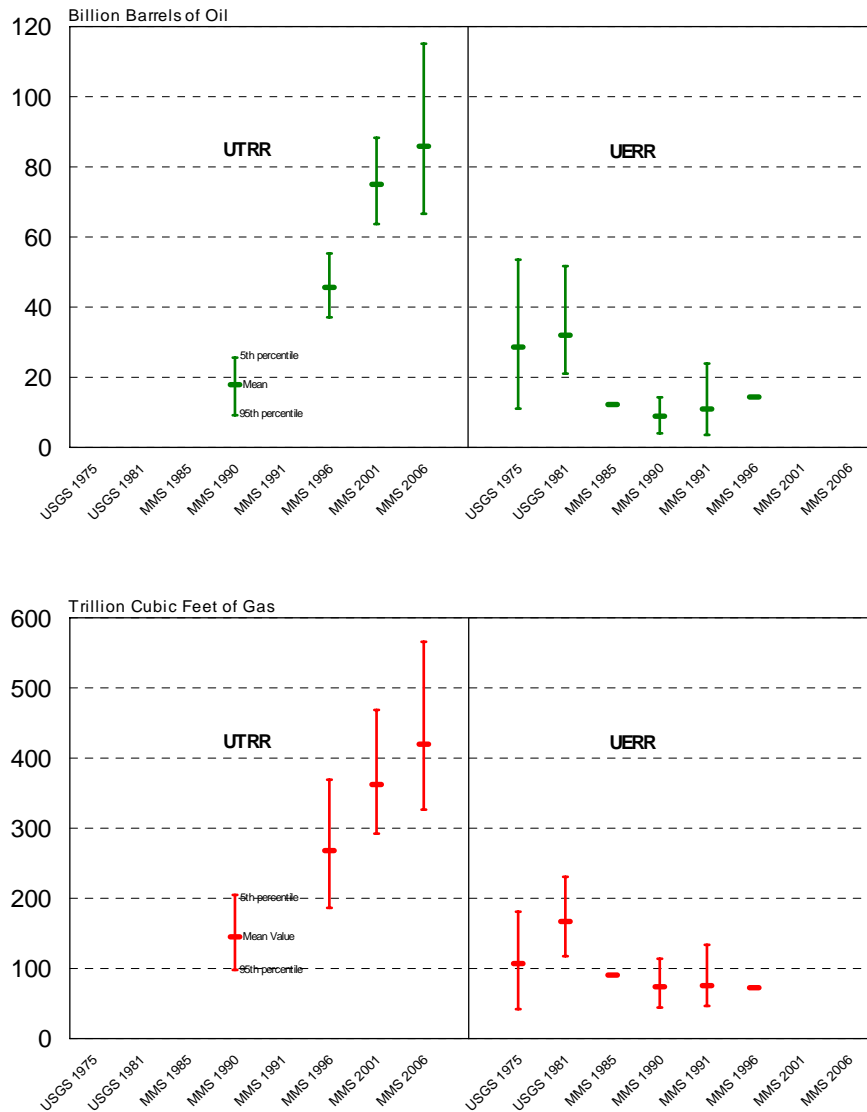 Billion Barrels of Oil
120
100
80
60
40
20
0
UTRR
UERR
5th percentile
Mean
95th percentile
USGS 1975
USGS 1981
MMS 1985
MMS 1990
MMS 1991
MMS 1996
MMS 2001
MMS 2006
USGS 1975
USGS 1981
MMS 1985
MMS 1990
MMS 1991
MMS 1996
MMS 2001
MMS 2006
Trillion Cubic Feet of Gas
600
500
400
300
200
100
0
UTRR
UERR
5th percentile
Mean Value
95th percentile
USGS 1975
USGS 1981
MMS 1985
MMS 1990
MMS 1991
MMS 1996
MMS 2001
MMS 2006
USGS 1975
USGS 1981
MMS 1985
MMS 1990
MMS 1991
MMS 1996
MMS 2001
MMS 2006